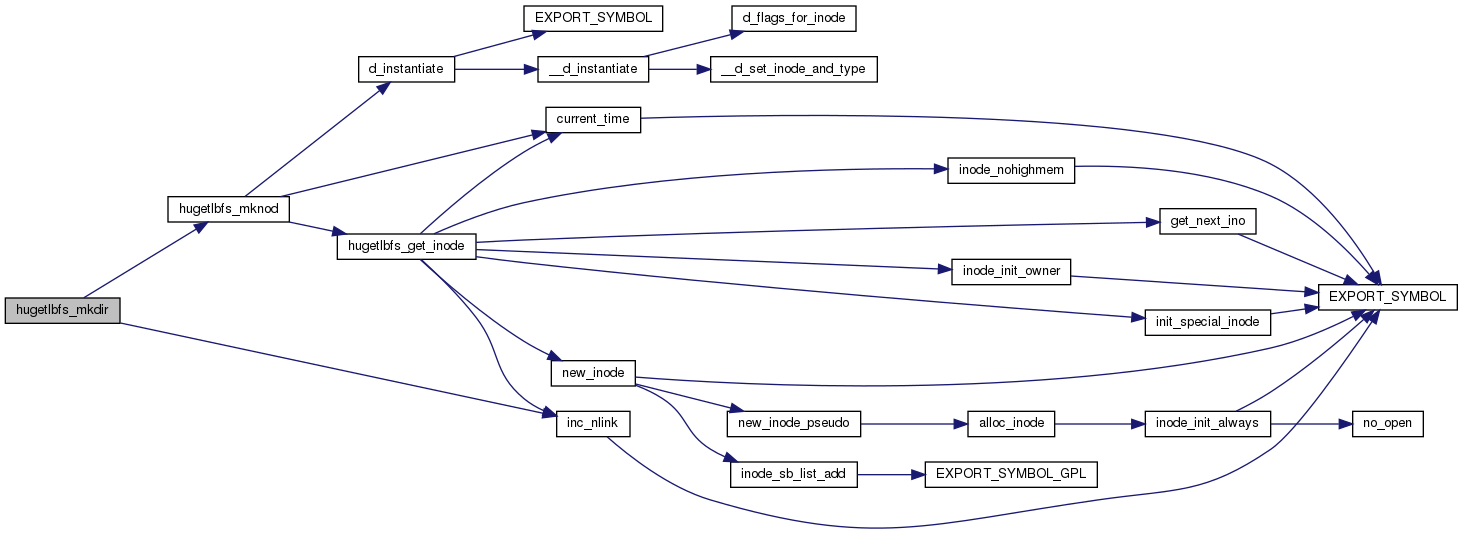 EXPORT_SYMBOL
d_flags_for_inode
d_instantiate
__d_instantiate
__d_set_inode_and_type
current_time
inode_nohighmem
hugetlbfs_mknod
get_next_ino
hugetlbfs_get_inode
inode_init_owner
EXPORT_SYMBOL
hugetlbfs_mkdir
init_special_inode
new_inode
inc_nlink
new_inode_pseudo
alloc_inode
inode_init_always
no_open
inode_sb_list_add
EXPORT_SYMBOL_GPL